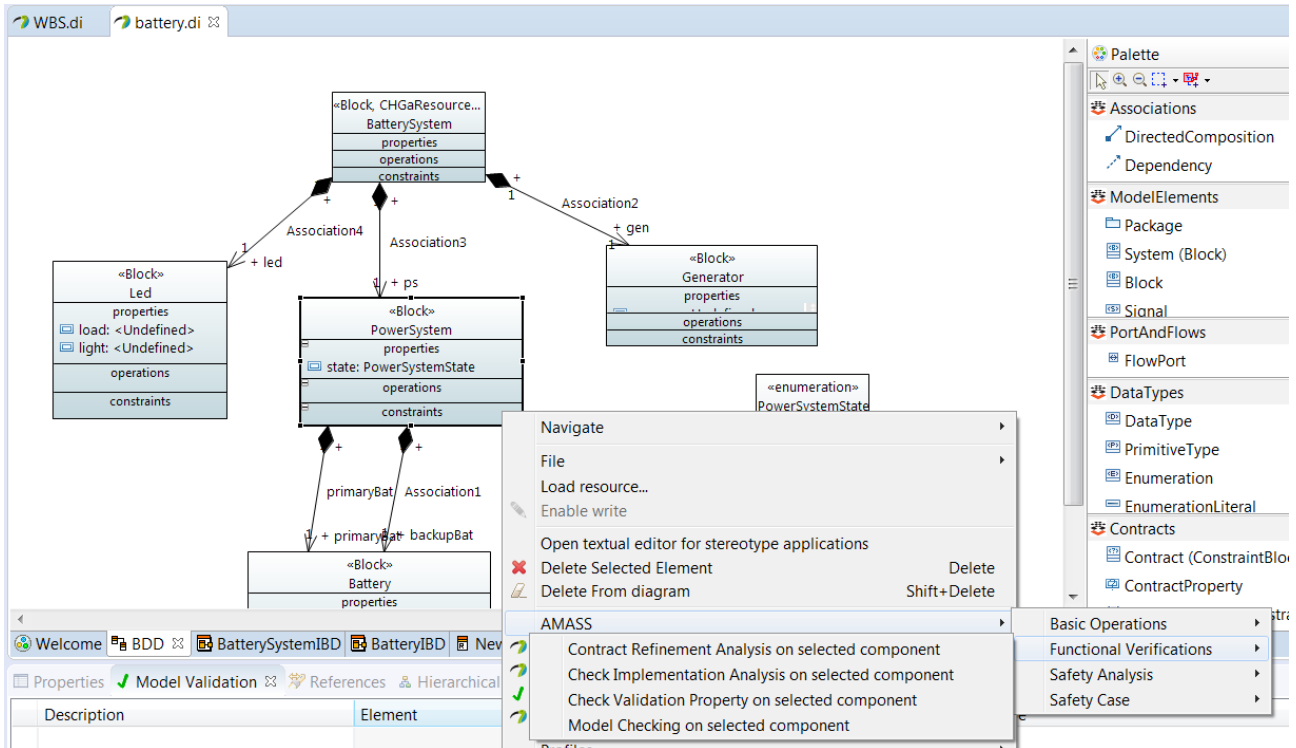 WBS.di
battery.di
«Block, CHGaResource...
BatterySystem
properties
operations
constraints
+
+
+
1
Association2
Association4
Association3
+ gen
1
1
+ led
1 + ps
«Block»
Led
properties
load: <Undefined>
light: <Undefined>
operations
constraints
«Block»
PowerSystem
properties
state: PowerSystemState
operations
constraints
«Block»
Generator
properties
operations
constraints
«enumeration»
PowerSystemState
+
+
primaryBat
Association1
1 + primaryBat
+ backupBat
«Block»
Battery
properties
Navigate
File
Load resource...
Enable write
Open textual editor for stereotype applications
Delete Selected Element Delete
Delete From diagram Shift+Delete
AMASS
Basic Operations
Functional Verifications
Safety Analysis
Safety Case
Contract Refinement Analysis on selected component
Check Implementation Analysis on selected component
Check Validation Property on selected component
Model Checking on selected component
Palette
Associations
DirectedComposition
Dependency
ModelElements
Package
System (Block)
Block
Signal
PortAndFlows
FlowPort
DataTypes
DataType
PrimitiveType
Enumeration
EnumerationLiteral
Contracts
Contract (ConstraintBlo
ContractProperty
Welcome
BDD
BatterySystemIBD
BatteryIBD
New
Properties
Model Validation
References
Hierarchical
Description
Element